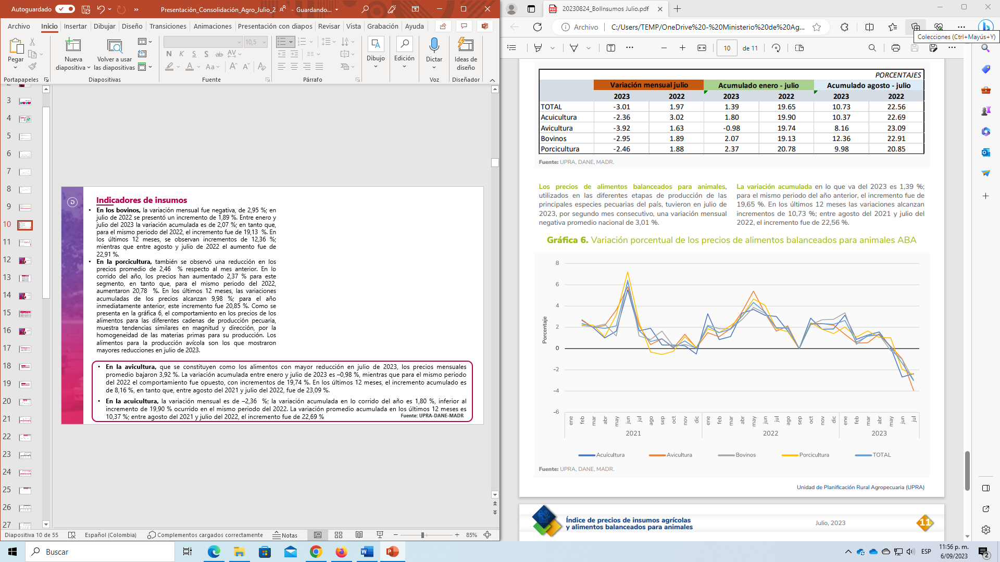 Autoguardado
Presentación_Consolidación_Agro_Julio_2
- Guardando...
Archivo
Inicio
Insertar
Dibujar
Diseño
Transiciones
Animaciones
Presentación con diapos
Revisar
Vista
Grabación
Ayuda
Pegar
Nueva
diapositiva
Volver a usar
las diapositivas
10,5
N K S S ab AV
Aa
Dibujo
Edición
Dictar
Ideas de
diseño
Portapapeles
Diapositivas
Fuente
Párrafo
Voz
Diseñador
3
4
5
6
7
8
9
10
11
12
13
14
15
16
17
18
19
20
21
22
23
24
25
26
27
Indicadores de insumos
• En los bovinos, la variación mensual fue negativa, de 2,95 %; en
julio de 2022 se presentó un incremento de 1,89 %. Entre enero y
julio del 2023 la variación acumulada es de 2,07 %; en tanto que,
para el mismo periodo del 2022, el incremento fue de 19,13 %. En
los últimos 12 meses, se observan incrementos de 12,36 %;
mientras que entre agosto y julio de 2022 el aumento fue de
22,91 %.
• En la porcicultura, también se observó una reducción en los
precios promedio de 2,46 % respecto al mes anterior. En lo
corrido del año, los precios han aumentado 2,37 % para este
segmento, en tanto que, para el mismo periodo del 2022,
aumentaron 20,78 %. En los últimos 12 meses, las variaciones
acumuladas de los precios alcanzan 9,98 %; para el año
inmediatamente anterior, este incremento fue 20,85 %. Como se
presenta en la gráfica 6, el comportamiento en los precios de los
alimentos para las diferentes cadenas de producción pecuaria,
muestra tendencias similares en magnitud y dirección, por la
homogeneidad de las materias primas para su producción. Los
alimentos para la producción avícola son los que mostraron
mayores reducciones en julio de 2023.
• En la avicultura, que se constituyen como los alimentos con mayor reducción en julio de 2023, los precios mensuales
promedio bajaron 3,92 %. La variación acumulada entre enero y julio de 2023 es –0,98 %, mientras que para el mismo periodo
del 2022 el comportamiento fue opuesto, con incrementos de 19,74 %. En los últimos 12 meses, el incremento acumulado es
de 8,16 %, en tanto que, entre agosto del 2021 y julio del 2022, fue de 23,09 %.
• En la acuicultura, la variación mensual es de –2,36 %; la variación acumulada en lo corrido del año es 1,80 %, inferior al
incremento de 19,90 % ocurrido en el mismo periodo del 2022. La variación promedio acumulada en los últimos 12 meses es
10,37 %; entre agosto del 2021 y julio del 2022, el incremento fue de 22,69 %
Fuente: UPRA-DANE-MADR
Diapositiva 10 de 55
Español (Colombia)
Complementos cargados correctamente
Notas
85%
20230824_BolInsumos Julio.pdf
Archivo
C:/Users/TEMP/OneDrive%20-%20Ministerio%20de%20Ag...
Colecciones (Ctrl+Mayús+Y)
10
de 11
PORCENTAJES
Variación mensual julio Acumulado enero - julio Acumulado agosto - julio
2023 2022 2023 2022 2023 2022
TOTAL -3.01 1.97 1.39 19.65 10.73 22.56
Acuicultura -2.36 3.02 1.80 19.90 10.37 22.69
Avicultura -3.92 1.63 -0.98 19.74 8.16 23.09
Bovinos -2.95 1.89 2.07 19.13 12.36 22.91
Porcicultura -2.46 1.88 2.37 20.78 9.98 20.85
Fuente: UPRA, DANE, MADR.
Los precios de alimentos balanceados para animales,
utilizados en las diferentes etapas de producción de las
principales especies pecuarias del país, tuvieron en julio de
2023, por segundo mes consecutivo, una variación mensual
negativa promedio nacional de 3,01 %.
La variación acumulada en lo que va del 2023 es 1,39 %;
para el mismo periodo del año anterior, el incremento fue de
19,65 %. En los últimos 12 meses las variaciones alcanzan
incrementos de 10,73 %; entre agosto del 2021 y julio del
2022, el incremento fue de 22,56 %.
Gráfica 6. Variación porcentual de los precios de alimentos balanceados para animales ABA
Porcentaje
8
6
4
2
0
–2
–4
–6
ene feb mar abr may jun jul ago sep oct nov dic ene feb mar abr may jun jul ago sep oct nov dic ene feb mar abr may jun jul
2021 2022 2023
Acuícultura Avicultura Bovinos Porcicultura TOTAL
Fuente: UPRA, DANE, MADR.
Unidad de Planificación Rural Agropecuaria (UPRA)
Índice de precios de insumos agrícolas
y alimentos balanceados para animales
Julio, 2023
11
Buscar
ESP
11:56 p. m.
6/09/2023
2